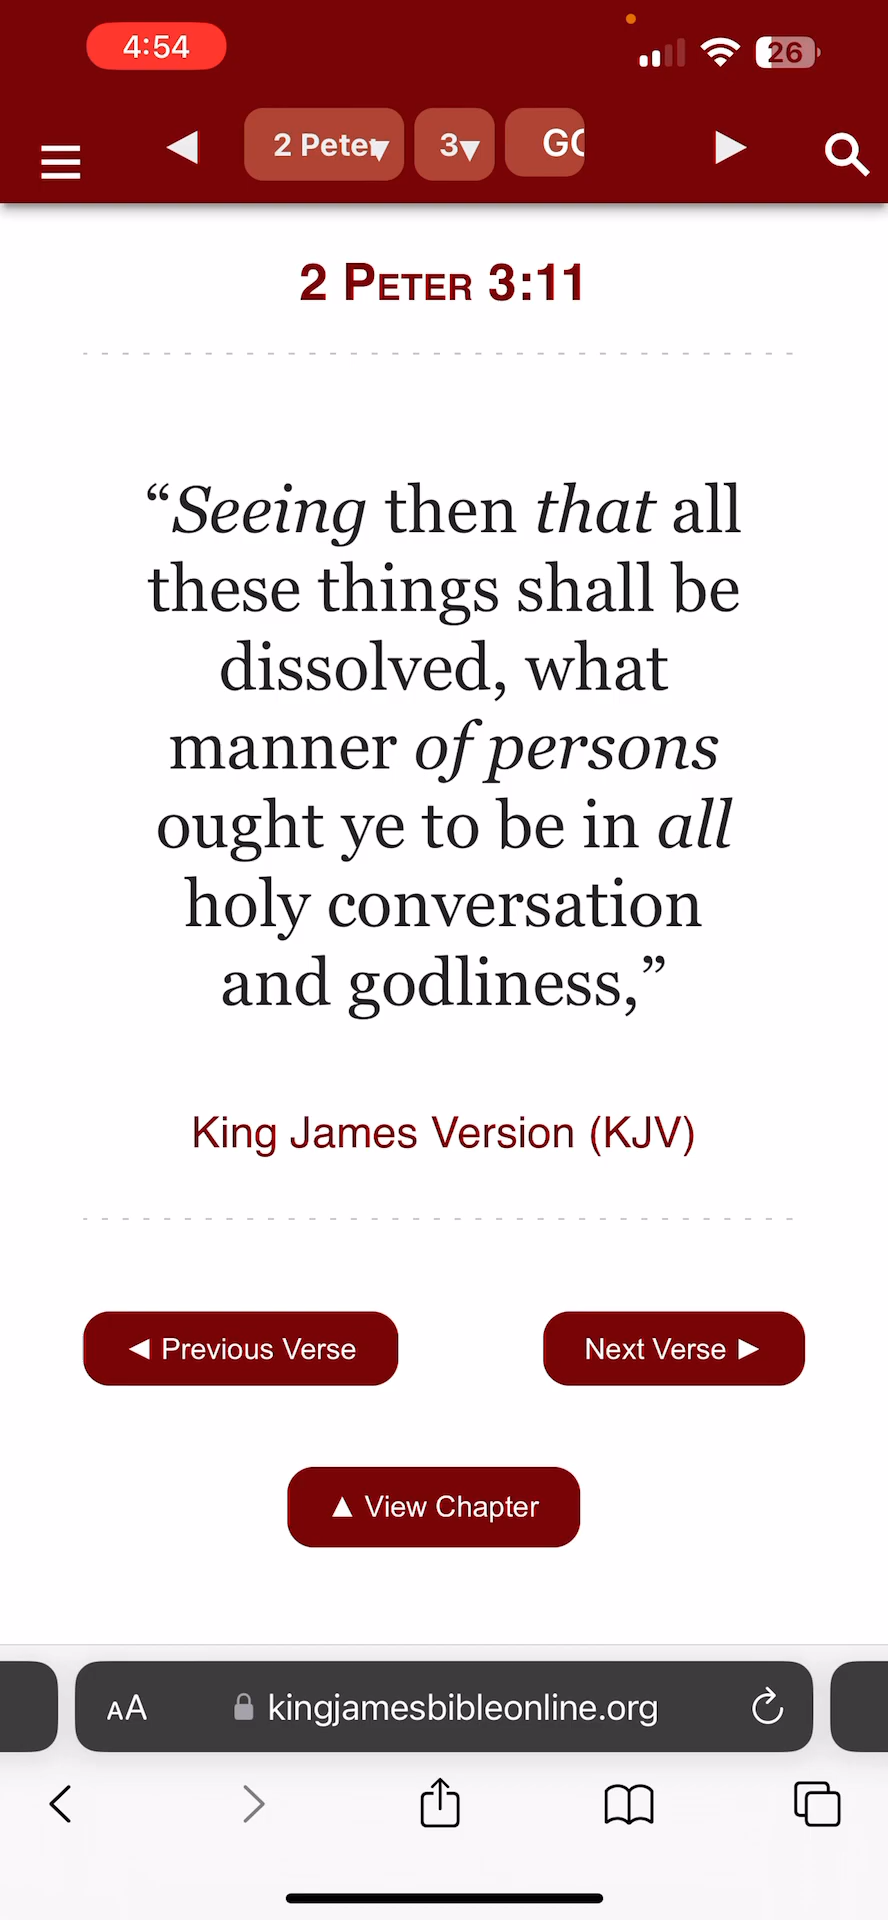 4:54
26
2 Peter
3
GO
2 Peter 3:11
“Seeing then that all
these things shall be
dissolved, what
manner of persons
ought ye to be in all
holy conversation
and godliness,”
King James Version (KJV)
◀ Previous Verse
Next Verse ▶
▲ View Chapter
AA
kingjamesbibleonline.org